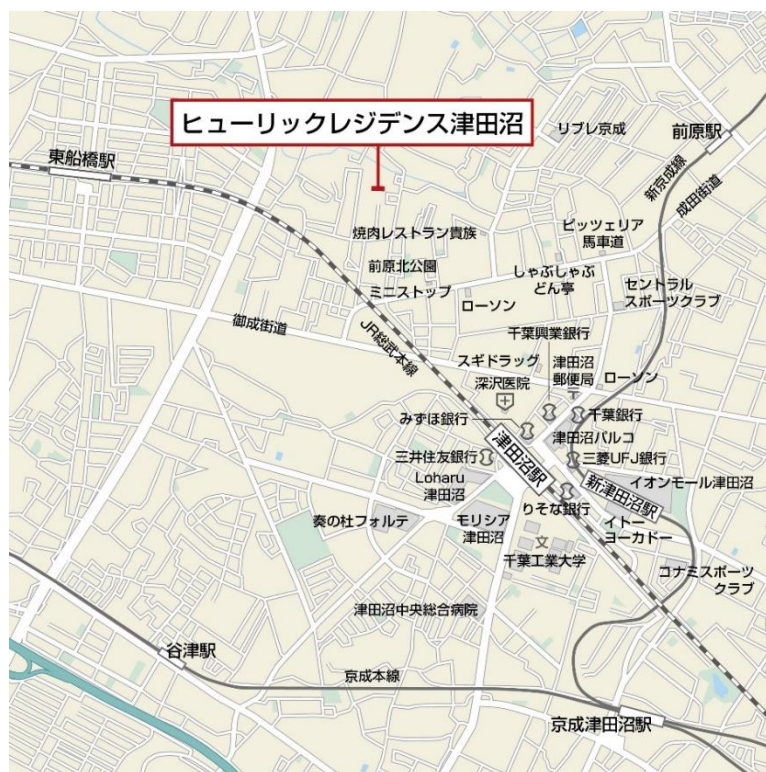 ヒューリックレジデンス津田沼
リブレ京成
前原駅
東船橋駅
新京成線
成田街道
焼肉レストラン貴族
ピッツェリア
馬車道
前原北公園
しゃぶしゃぶ
どん亭
セントラル
スポーツクラブ
ミニストップ
ローソン
御成街道
JR総武本線
千葉興業銀行
スギドラッグ
津田沼
郵便局
ローソン
深沢医院
みずほ銀行
千葉銀行
津田沼パルコ
三井住友銀行
津田沼駅
三菱UFJ銀行
Loharu
津田沼
新津田沼駅
イオンモール津田沼
りそな銀行
奏の杜フォルテ
モリシア
津田沼
イトー
ヨーカドー
千葉工業大学
コナミスポーツ
クラブ
津田沼中央総合病院
谷津駅
京成本線
京成津田沼駅